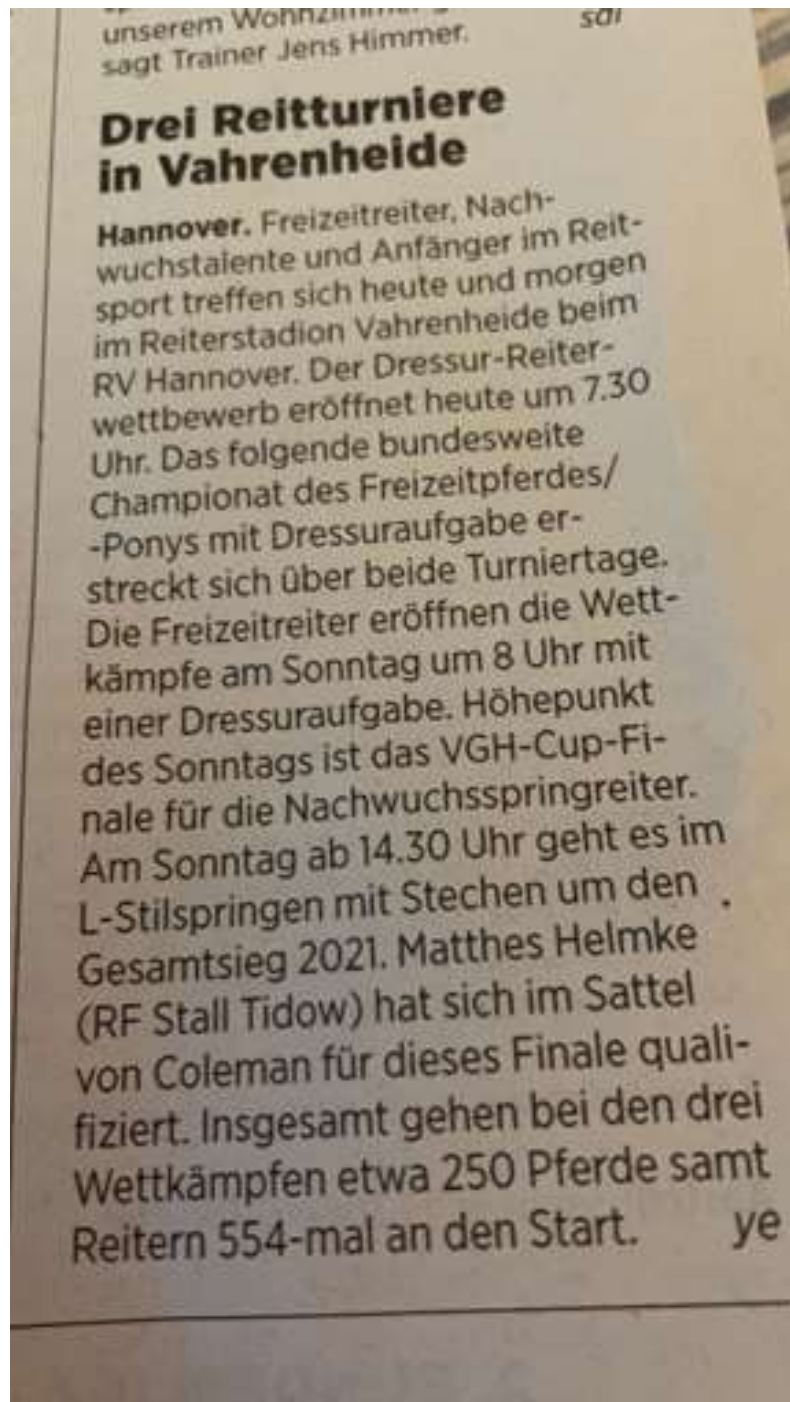 unserem
sai
sagt Trainer Jens Himmer.
Drei Reitturniere
in Vahrenheide
Hannover. Freizeitreiter, Nach-
wuchstalente und Anfänger im Reit-
sport treffen sich heute und morgen
im Reiterstadion Vahrenheide beim
RV Hannover. Der Dressur-Reiter-
wettbewerb eröffnet heute um 7.30
Uhr. Das folgende bundesweite
Championat des Freizeitpferdes/
-Ponys mit Dressuraufgabe er-
streckt sich über beide Turniertage.
Die Freizeitreiter eröffnen die Wett-
kämpfe am Sonntag um 8 Uhr mit
einer Dressuraufgabe. Höhepunkt
des Sonntags ist das VGH-Cup-Fi-
nale für die Nachwuchsspringreiter.
Am Sonntag ab 14.30 Uhr geht es im
L-Stilspringen mit Stechen um den
Gesamtsieg 2021. Matthes Helmke
(RF Stall Tidow) hat sich im Sattel
von Coleman für dieses Finale quali-
fiziert. Insgesamt gehen bei den drei
Wettkämpfen etwa 250 Pferde samt
Reitern 554-mal an den Start. ye